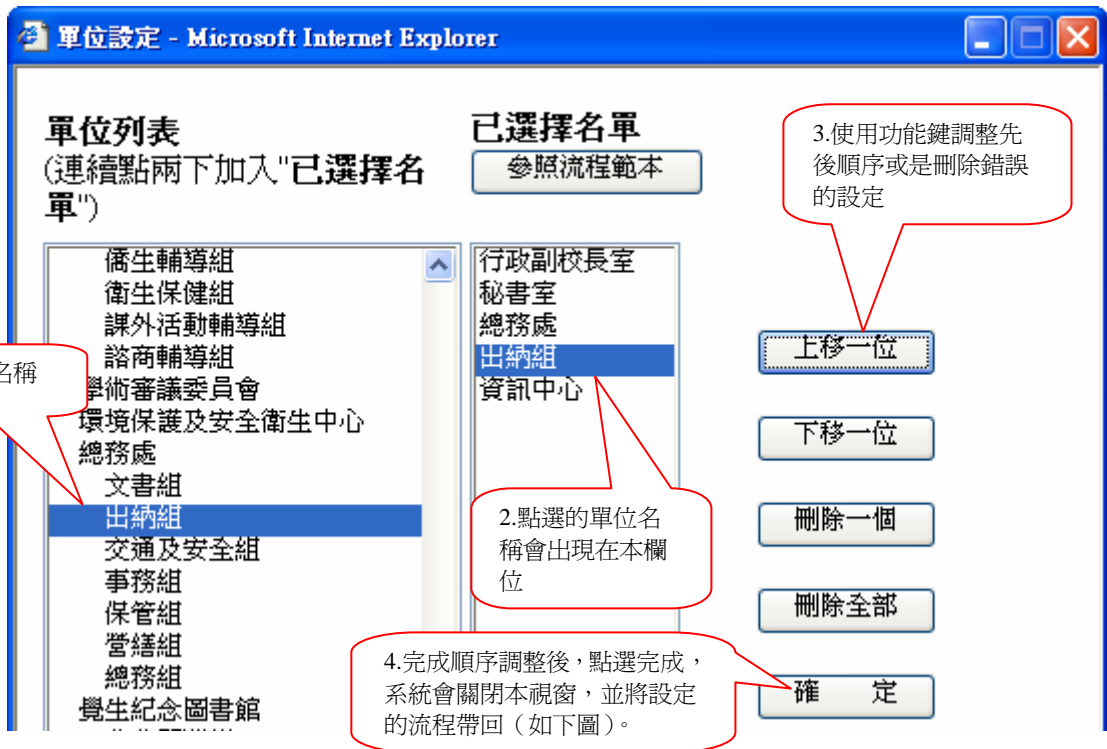 單位設定 - Microsoft Internet Explorer
單位列表
(連續點兩下加入"已選擇名
單")
已選擇名單
參照流程範本
3.使用功能鍵調整先
後順序或是刪除錯誤
的設定
僑生輔導組
衛生保健組
課外活動輔導組
諮商輔導組
學術審議委員會
環境保護及安全衛生中心
總務處
文書組
出納組
交通及安全組
事務組
保管組
營繕組
總務組
覺生紀念圖書館
名稱
行政副校長室
秘書室
總務處
出納組
資訊中心
2.點選的單位名
稱會出現在本欄
位
上移一位
下移一位
刪除一個
刪除全部
確 定
4.完成順序調整後，點選完成，
系統會關閉本視窗，並將設定
的流程帶回（如下圖）。